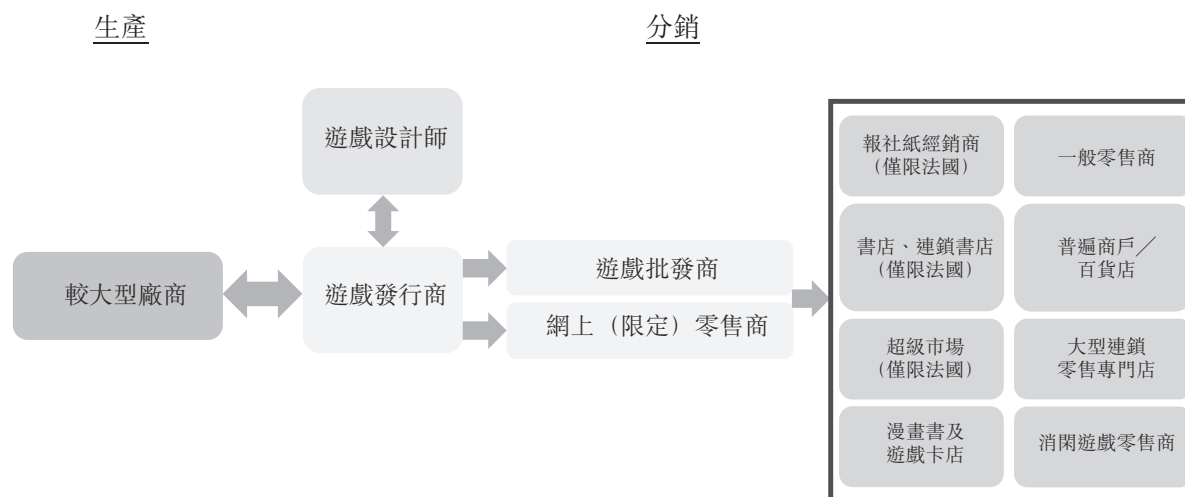 生產
分銷
遊戲設計師
較大型廠商
遊戲發行商
遊戲批發商
網上（限定）零售商
報社紙經銷商
（僅限法國）
一般零售商
書店、連鎖書店
（僅限法國）
普遍商戶／
百貨店
超級市場
（僅限法國）
大型連鎖
零售專門店
漫畫書及
遊戲卡店
消閑遊戲零售商